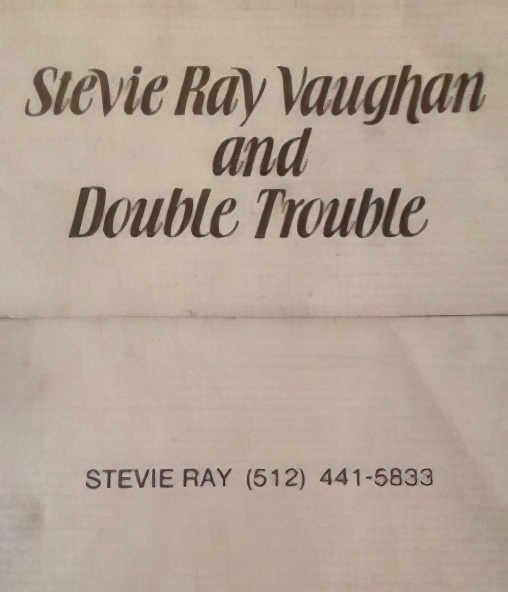 Stevie Ray Vaughan
and
Double Trouble
STEVIE RAY (512) 441-5833